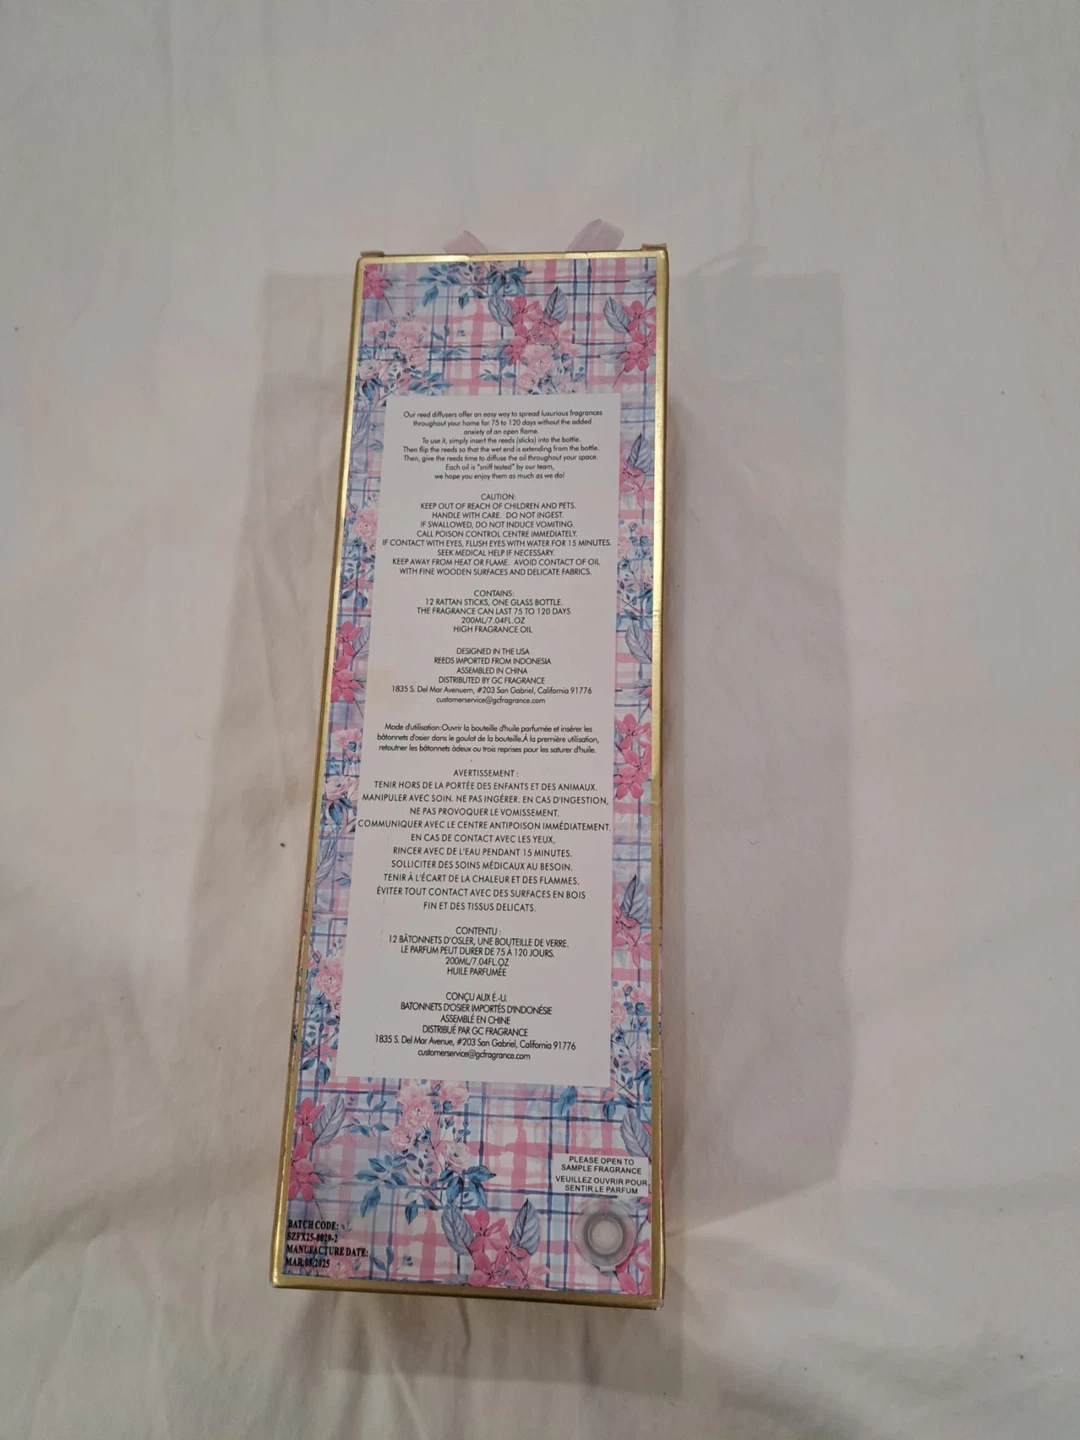 Our reed diffusers offer an easy way to spread luxurious fragrances
throughout your home for 75 to 120 days without the added
anxiety of an open flame.
To use it, simply insert the reeds (sticks) into the bottle.
Then flip the reeds so that the wet end is extending from the bottle.
Then, give the reeds time to diffuse the oil throughout your space.
Each oil is "sniff tested" by our team,
we hope you enjoy them as much as we do!
CAUTION:
KEEP OUT OF REACH OF CHILDREN AND PETS.
HANDLE WITH CARE. DO NOT INGEST.
IF SWALLOWED, DO NOT INDUCE VOMITING.
CALL POISON CONTROL CENTRE IMMEDIATELY.
IF CONTACT WITH EYES, FLUSH EYES WITH WATER FOR 15 MINUTES.
SEEK MEDICAL HELP IF NECESSARY.
KEEP AWAY FROM HEAT OR FLAME. AVOID CONTACT OF OIL
WITH FINE WOODEN SURFACES AND DELICATE FABRICS.
CONTAINS:
12 RATTAN STICKS, ONE GLASS BOTTLE.
THE FRAGRANCE CAN LAST 75 TO 120 DAYS
200ML/7.04FL.OZ
HIGH FRAGRANCE OIL
DESIGNED IN THE USA
REEDS IMPORTED FROM INDONESIA
ASSEMBLED IN CHINA
DISTRIBUTED BY GC FRAGRANCE
1835 S. Del Mar Avenuem, #203 San Gabriel, California 91776
customerservice@gcfragrance.com
Mode d'utilisation:Ouvrir la bouteille d'huile parfumée et insérer les
bâtonnets d'osier dans le goulot de la bouteille.À la première utilisation,
retoutner les bâtonnets àdeux ou trois reprises pour les saturer d'huile.
AVERTISSEMENT :
TENIR HORS DE LA PORTÉE DES ENFANTS ET DES ANIMAUX.
MANIPULER AVEC SOIN. NE PAS INGÉRER. EN CAS D'INGESTION,
NE PAS PROVOQUER LE VOMISSEMENT.
COMMUNIQUER AVEC LE CENTRE ANTIPOISON IMMÉDIATEMENT.
EN CAS DE CONTACT AVEC LES YEUX,
RINCER AVEC DE L'EAU PENDANT 15 MINUTES.
SOLLICITER DES SOINS MÉDICAUX AU BESOIN.
TENIR À L'ÉCART DE LA CHALEUR ET DES FLAMMES.
ÉVITER TOUT CONTACT AVEC DES SURFACES EN BOIS
FIN ET DES TISSUS DELICATS.
CONTENTU :
12 BÂTONNETS D'OSLER, UNE BOUTEILLE DE VERRE.
LE PARFUM PEUT DURER DE 75 À 120 JOURS.
200ML/7.04FL.OZ
HUILE PARFUMÉE
CONÇU AUX É.-U.
BATONNETS D'OSIER IMPORTÉS D'INDONÉSIE
ASSEMBLÉ EN CHINE
DISTRIBUÉ PAR GC FRAGRANCE
1835 S. Del Mar Avenue, #203 San Gabriel, California 91776
customerservice@gcfragrance.com
PLEASE OPEN TO
SAMPLE FRAGRANCE
VEUILLEZ OUVRIR POUR
SENTIR LE PARFUM
BATCH CODE:
SZFX25-8029-2
MANUFACTURE DATE:
MAR,08,2025